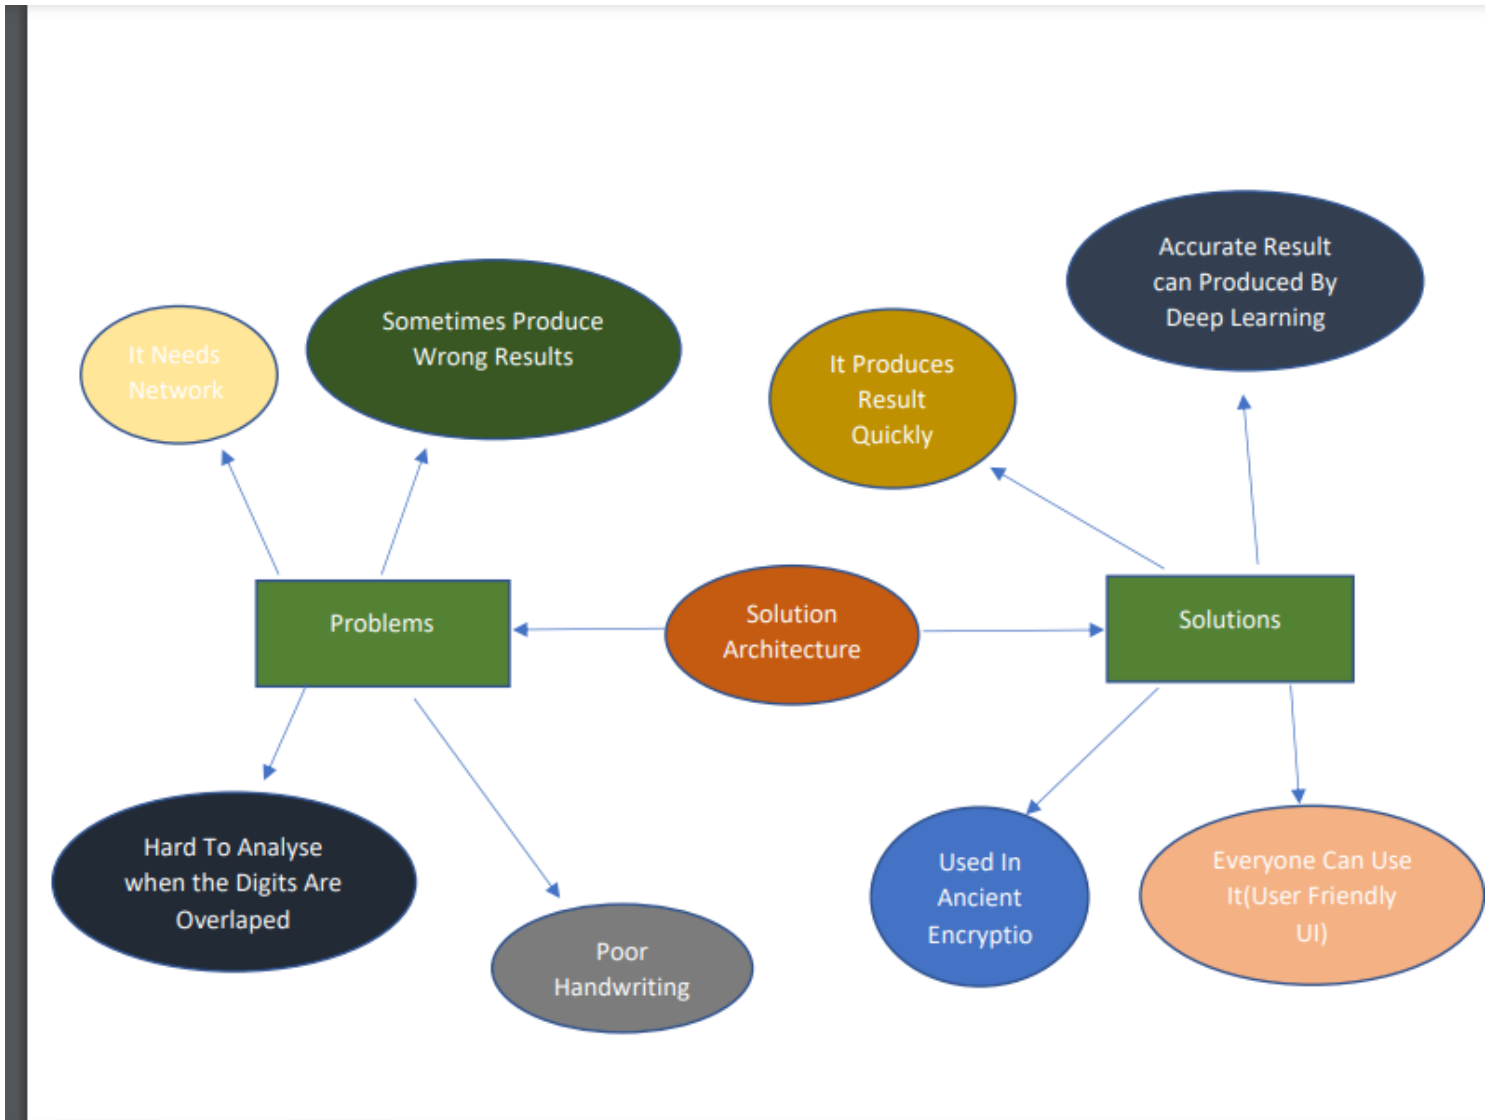 Accurate Result
can Produced By
Deep Learning
Sometimes Produce
Wrong Results
It Needs
Network
It Produces
Result
Quickly
Problems
Solution
Architecture
Solutions
Hard To Analyse
when the Digits Are
Overlaped
Poor
Handwriting
Used In
Ancient
Encryptio
Everyone Can Use
It(User Friendly
UI)